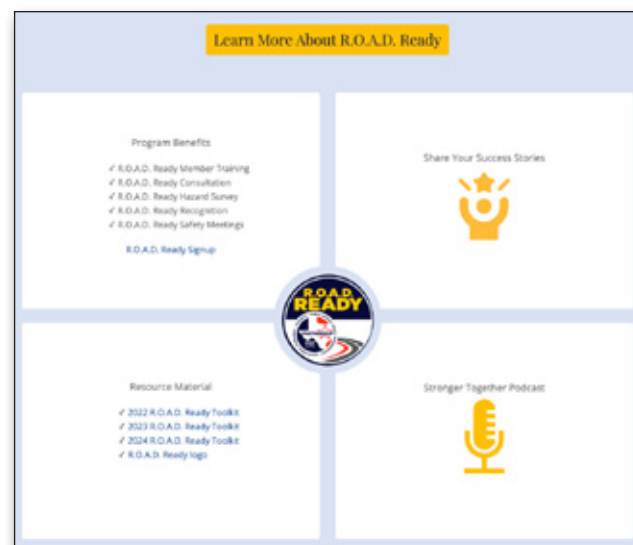 Learn More About R.O.A.D. Ready
Program Benefits
✓ R.O.A.D. Ready Member Training
✓ R.O.A.D. Ready Consultation
✓ R.O.A.D. Ready Hazard Survey
✓ R.O.A.D. Ready Recognition
✓ R.O.A.D. Ready Safety Meetings
R.O.A.D. Ready Signup
Share Your Success Stories
R.O.A.D.
READY
Resource Material
✓ 2022 R.O.A.D. Ready Toolkit
✓ 2023 R.O.A.D. Ready Toolkit
✓ 2024 R.O.A.D. Ready Toolkit
✓ R.O.A.D. Ready logo
Stronger Together Podcast